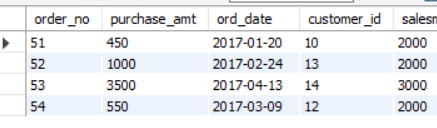 order_no purchase_amt ord_date customer_id salesm
51 450 2017-01-20 10 2000
52 1000 2017-02-24 13 2000
53 3500 2017-04-13 14 3000
54 550 2017-03-09 12 2000